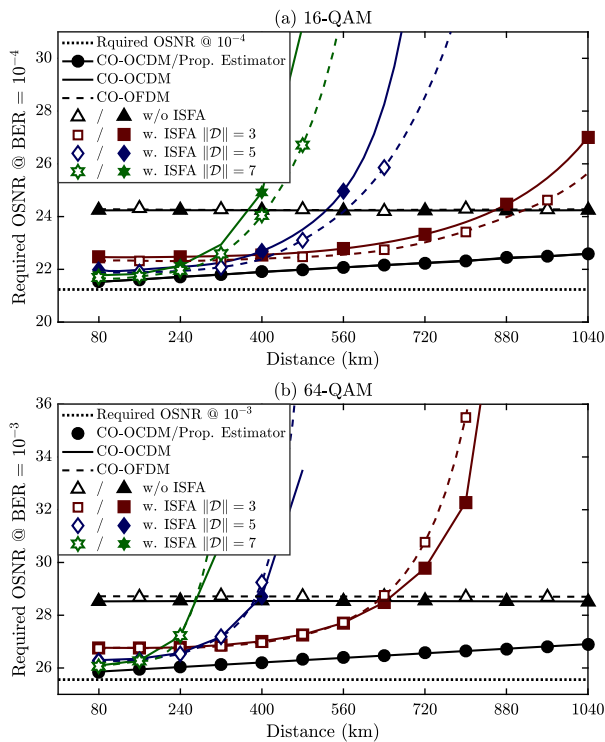 (a) 16-QAM
Required OSNR @ BER = 10⁻⁴
30
28
26
24
22
20
Rquired OSNR @ 10⁻⁴
CO-OCDM/Prop. Estimator
CO-OCDM
CO-OFDM
/ w/o ISFA
/ w. ISFA ‖𝒟‖ = 3
/ w. ISFA ‖𝒟‖ = 5
/ w. ISFA ‖𝒟‖ = 7
80 240 400 560 720 880 1040
Distance (km)
(b) 64-QAM
Required OSNR @ BER = 10⁻³
36
34
32
30
28
26
Required OSNR @ 10⁻³
CO-OCDM/Prop. Estimator
CO-OCDM
CO-OFDM
/ w/o ISFA
/ w. ISFA ‖𝒟‖ = 3
/ w. ISFA ‖𝒟‖ = 5
/ w. ISFA ‖𝒟‖ = 7
80 240 400 560 720 880 1040
Distance (km)